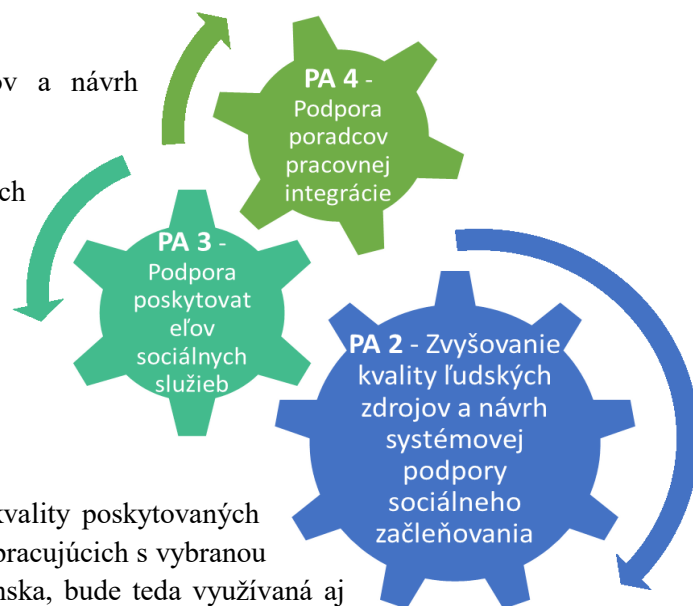 ov a návrh
ch
PA 4 -
Podpora
poradcov
pracovnej
integrácie
PA 3 -
Podpora
poskytovat
eľov
sociálnych
služieb
PA 2 - Zvyšovanie
kvality ľudských
zdrojov a návrh
systémovej
podpory
sociálneho
začleňovania
kvality poskytovaných
pracujúcich s vybranou
nska, bude teda využívaná aj